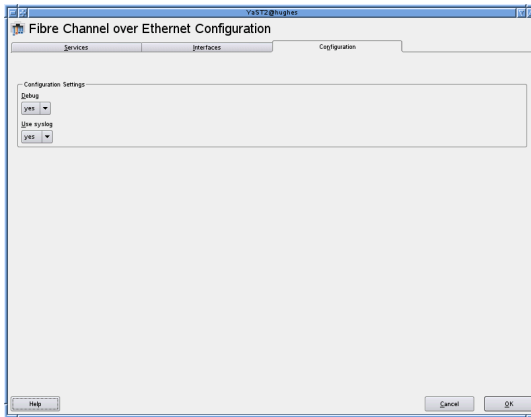 YaST2@hughes
Fibre Channel over Ethernet Configuration
Services Interfaces Configuration
Configuration Settings
Debug
yes
Use syslog
yes
Help Cancel OK